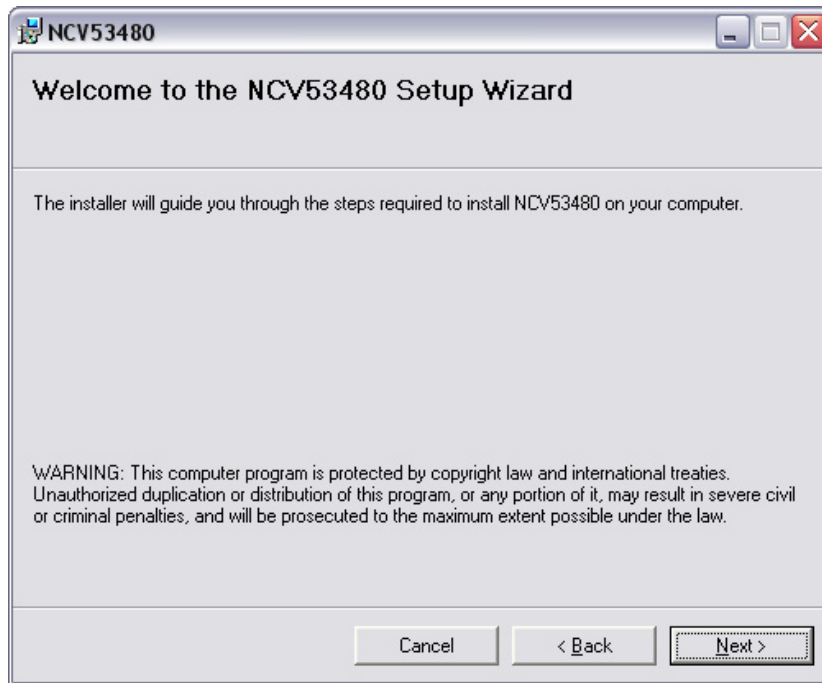 NCV53480
Welcome to the NCV53480 Setup Wizard
The installer will guide you through the steps required to install NCV53480 on your computer.
WARNING: This computer program is protected by copyright law and international treaties.
Unauthorized duplication or distribution of this program, or any portion of it, may result in severe civil
or criminal penalties, and will be prosecuted to the maximum extent possible under the law.
Cancel
< Back
Next >